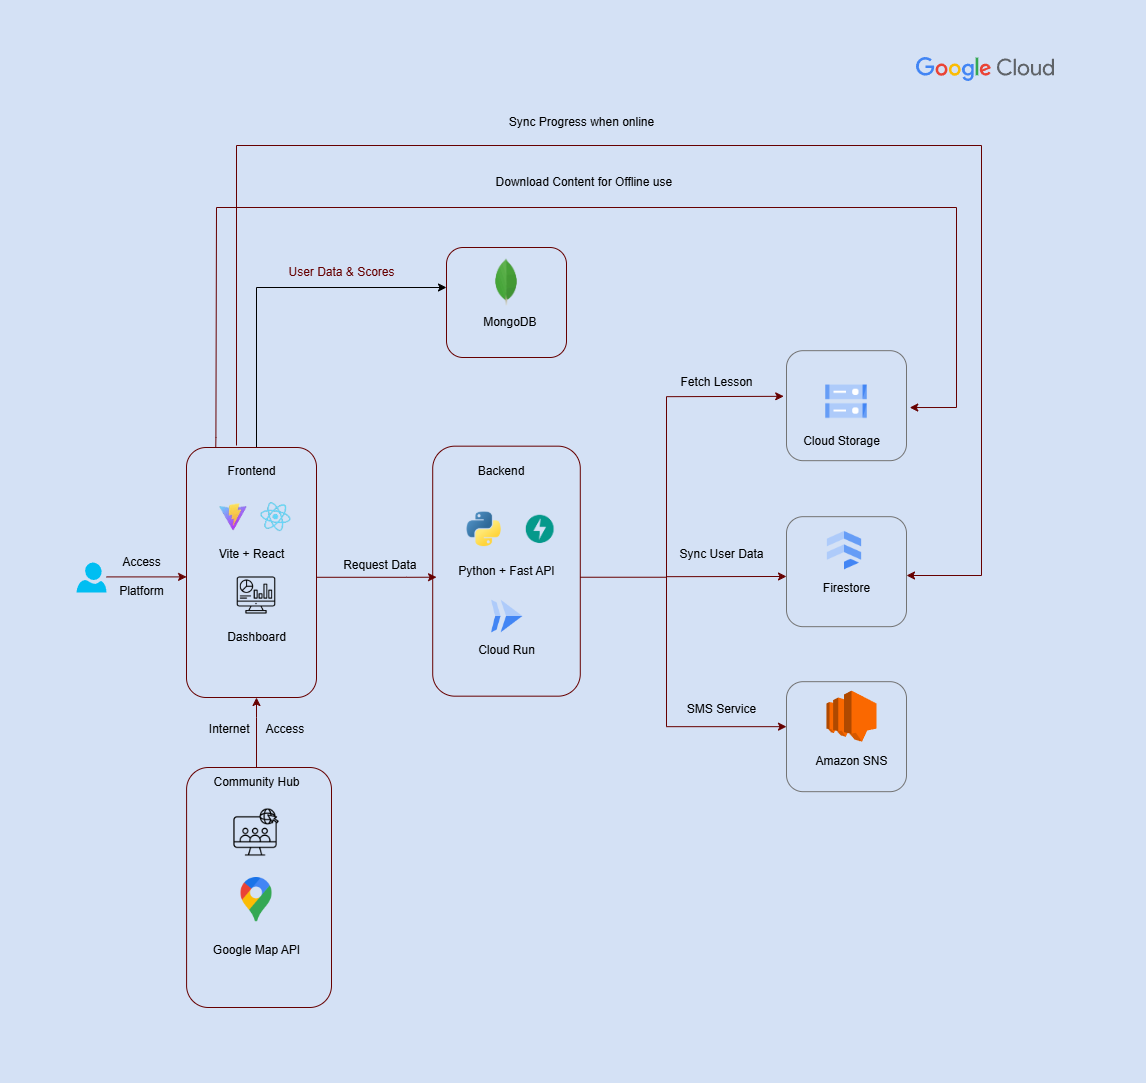 Google Cloud
Sync Progress when online
Download Content for Offline use
User Data & Scores
MongoDB
Fetch Lesson
Cloud Storage
Frontend
Backend
Vite + React
Access
Platform
Request Data
Python + Fast API
Sync User Data
Firestore
Dashboard
Cloud Run
SMS Service
Internet Access
Amazon SNS
Community Hub
Google Map API